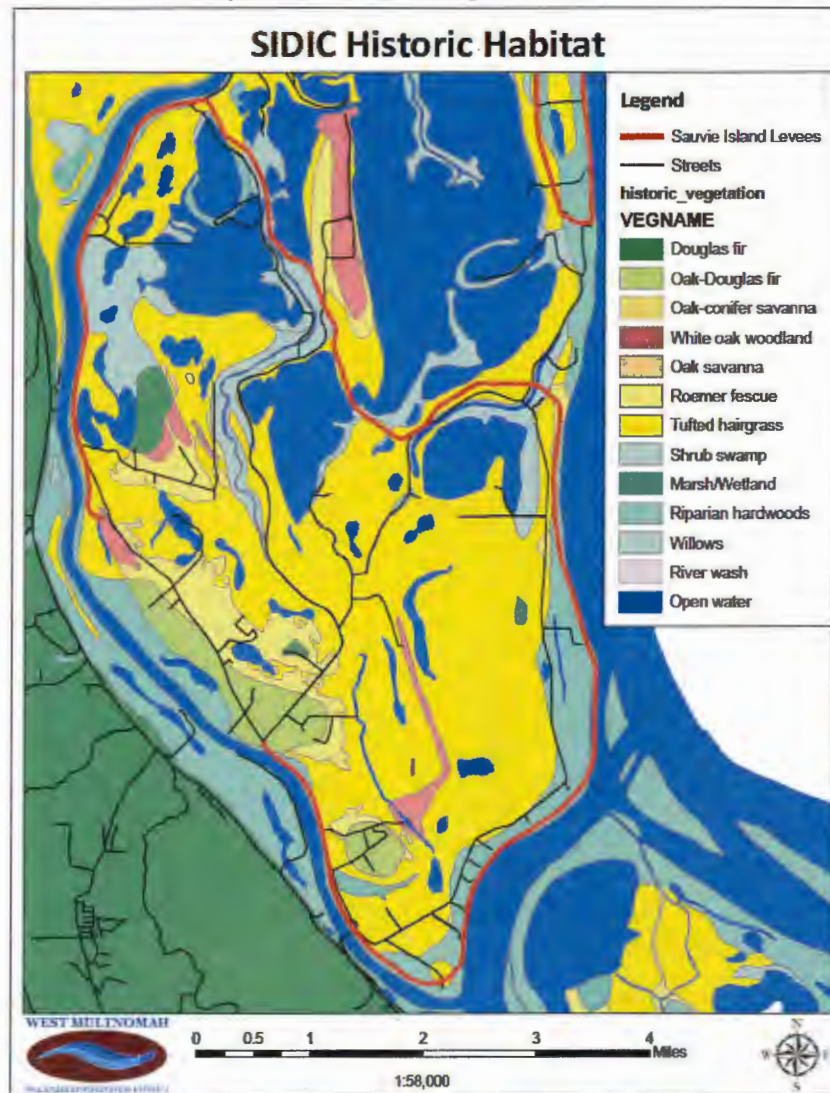 SIDIC Historic Habitat
Legend
Sauvie Island Levees
Streets
historic_vegetation
VEGNAME
Douglas fir
Oak-Douglas fir
Oak-conifer savanna
White oak woodland
Oak savanna
Roemer fescue
Tufted hairgrass
Shrub swamp
Marsh/Wetland
Riparian hardwoods
Willows
River wash
Open water
WEST MULTNOMAH
0 0.5 1 2 3 4
Miles
1:58,000
N
W E
S